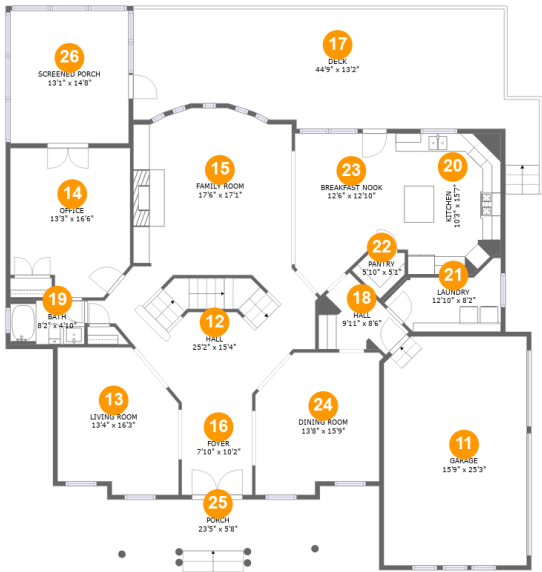 17
DECK
44'9" x 13'2"
26
SCREENED PORCH
13'1" x 14'8"
15
FAMILY ROOM
17'6" x 17'1"
23
BREAKFAST NOOK
12'6" x 12'10"
20
KITCHEN
10'3" x 15'7"
14
OFFICE
13'3" x 16'6"
22
PANTRY
5'10" x 5'1"
21
LAUNDRY
12'10" x 8'2"
19
BATH
8'2" x 4'10"
18
HALL
9'11" x 8'6"
12
HALL
25'2" x 15'4"
13
LIVING ROOM
13'4" x 16'3"
16
FOYER
7'10" x 10'2"
24
DINING ROOM
13'8" x 15'9"
11
GARAGE
15'9" x 25'3"
25
PORCH
23'5" x 5'8"